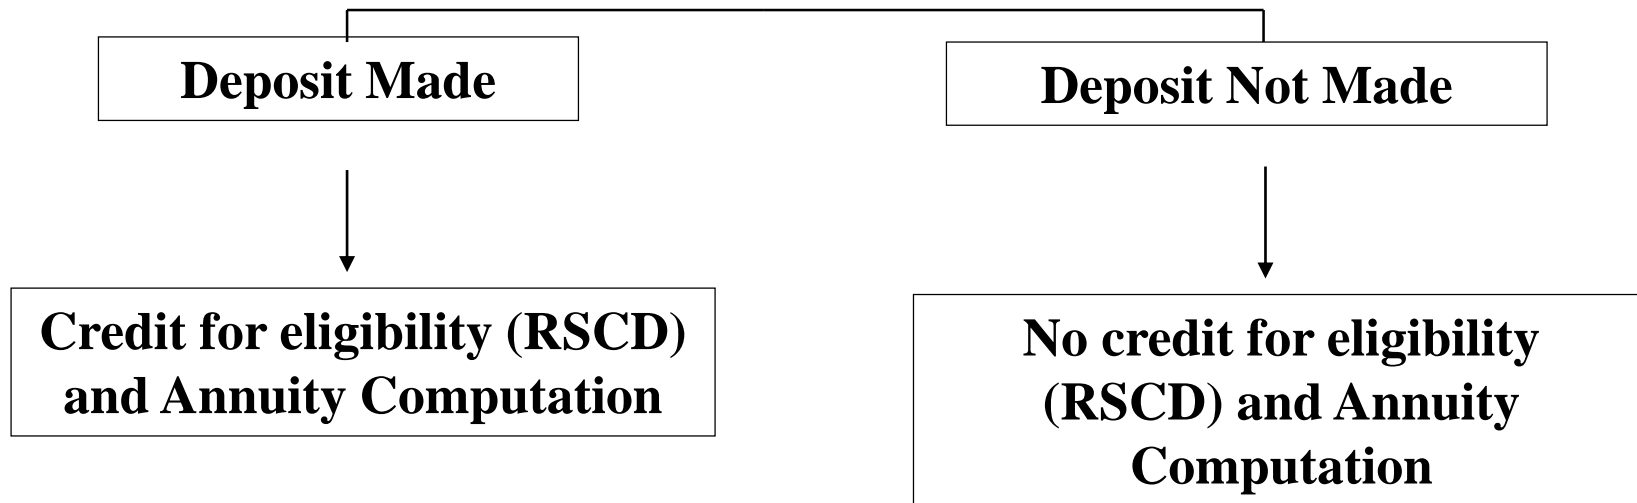 Deposit Made
Deposit Not Made
Credit for eligibility (RSCD)
and Annuity Computation
No credit for eligibility
(RSCD) and Annuity
Computation